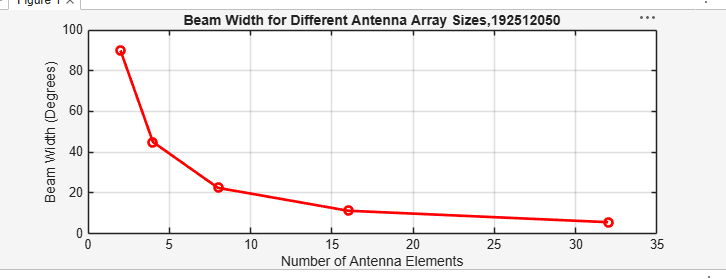 Figure 1 ×
Beam Width for Different Antenna Array Sizes,192512050
100
80
60
40
20
0
Beam Width (Degrees)
0 5 10 15 20 25 30 35
Number of Antenna Elements